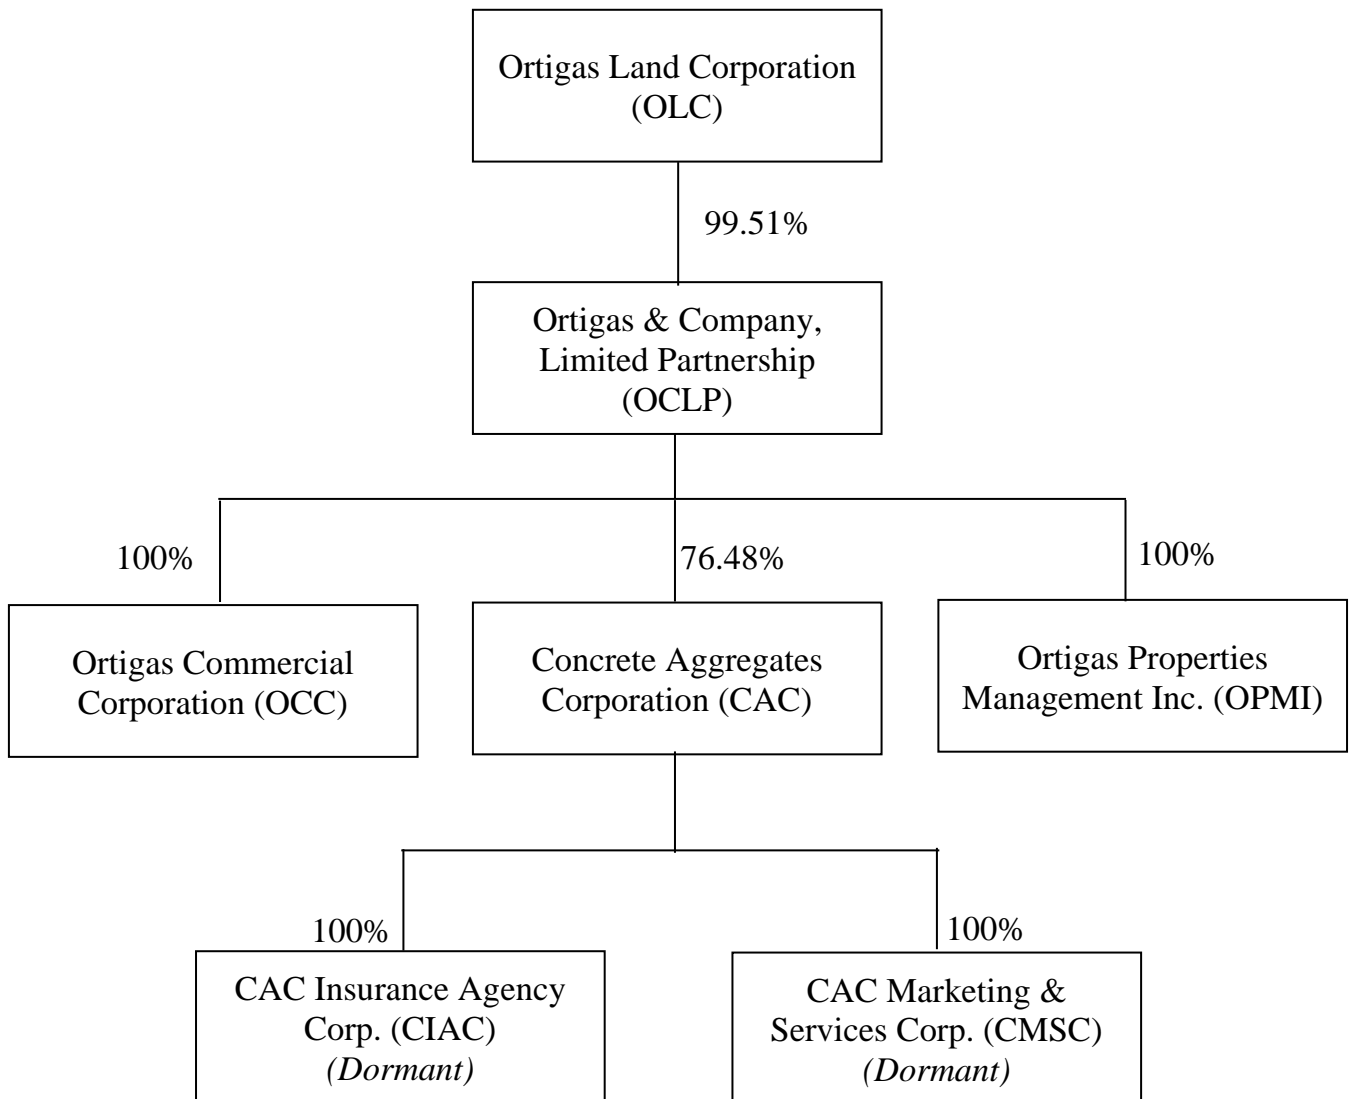 Ortigas Land Corporation
(OLC)
99.51%
Ortigas & Company,
Limited Partnership
(OCLP)
100%
76.48%
100%
Ortigas Commercial
Corporation (OCC)
Concrete Aggregates
Corporation (CAC)
Ortigas Properties
Management Inc. (OPMI)
100%
100%
CAC Insurance Agency
Corp. (CIAC)
(Dormant)
CAC Marketing &
Services Corp. (CMSC)
(Dormant)